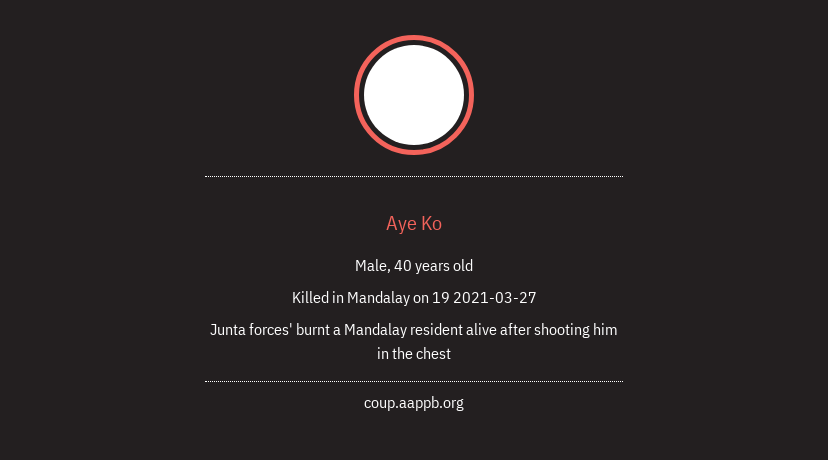 Aye Ko
Male, 40 years old
Killed in Mandalay on 19 2021-03-27
Junta forces' burnt a Mandalay resident alive after shooting him
in the chest
coup.aappb.org